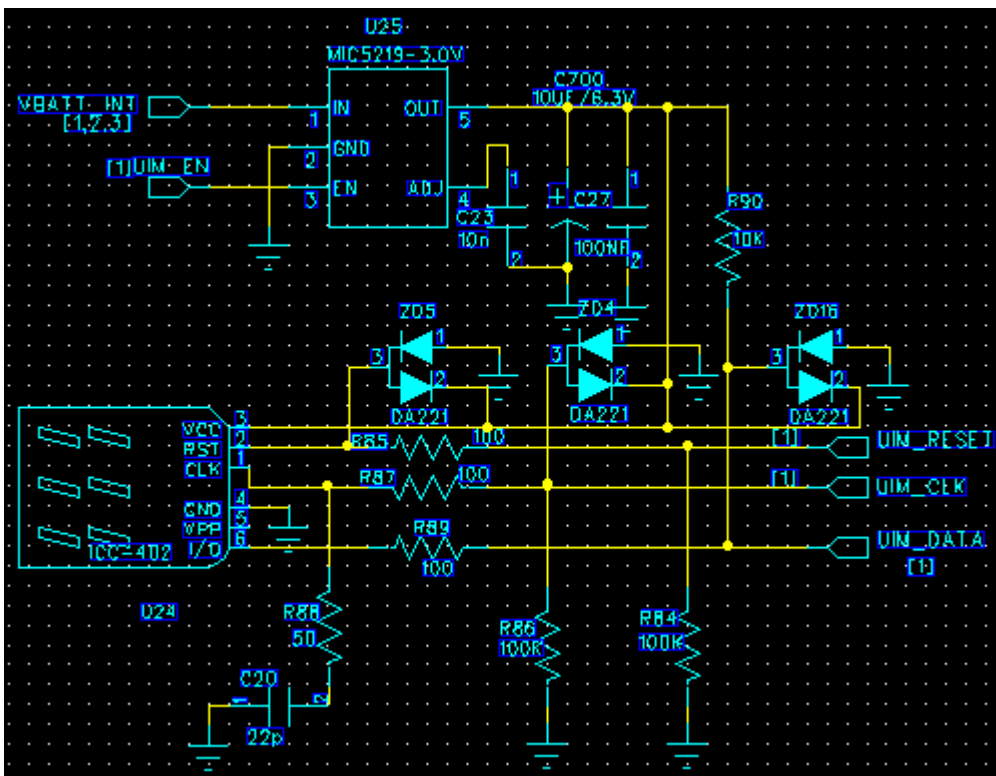 U25
MIC5219-3.0V
VBATT_INT
[1,2,3]
[1]UIM_EN
IN
GND
EN
OUT
ADJ
1
2
3
5
4
C700
10UF/6.3V
C23
10n
1
2
+
C27
100NF
1
2
R90
10K
ZD5
3
1
2
DA221
ZD4
3
1
2
DA221
ZD16
3
1
2
DA221
VCC
RST
CLK
GND
VPP
I/O
3
2
1
4
5
6
ICC-402
U24
R85
100
R87
100
R89
100
[1]
UIM_RESET
[1]
UIM_CLK
UIM_DATA
[1]
R88
50
C20
1
2
22p
R86
100K
R84
100K